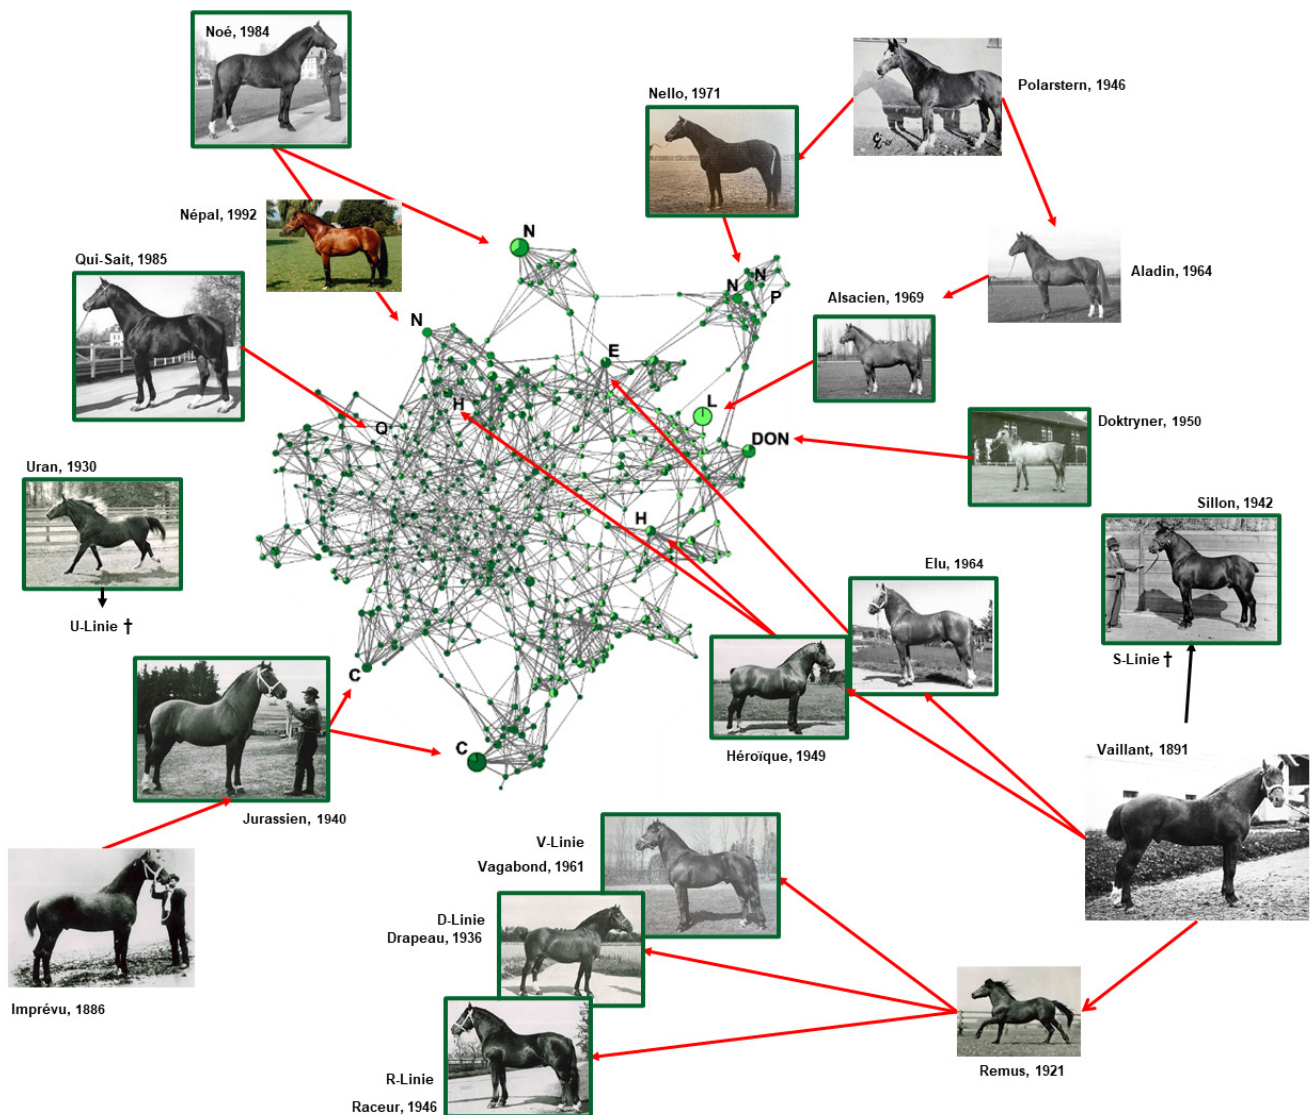 Noé, 1984
Polarstern, 1946
Nello, 1971
Népal, 1992
N
Qui-Sait, 1985
N
N
P
Aladin, 1964
Alsacien, 1969
N
E
H
L
Q
DON
Doktryner, 1950
Uran, 1930
Sillon, 1942
H
Elu, 1964
U-Linie †
S-Linie †
C
C
Vaillant, 1891
Héroïque, 1949
Jurassien, 1940
V-Linie
Vagabond, 1961
D-Linie
Drapeau, 1936
Imprévu, 1886
Remus, 1921
R-Linie
Raceur, 1946